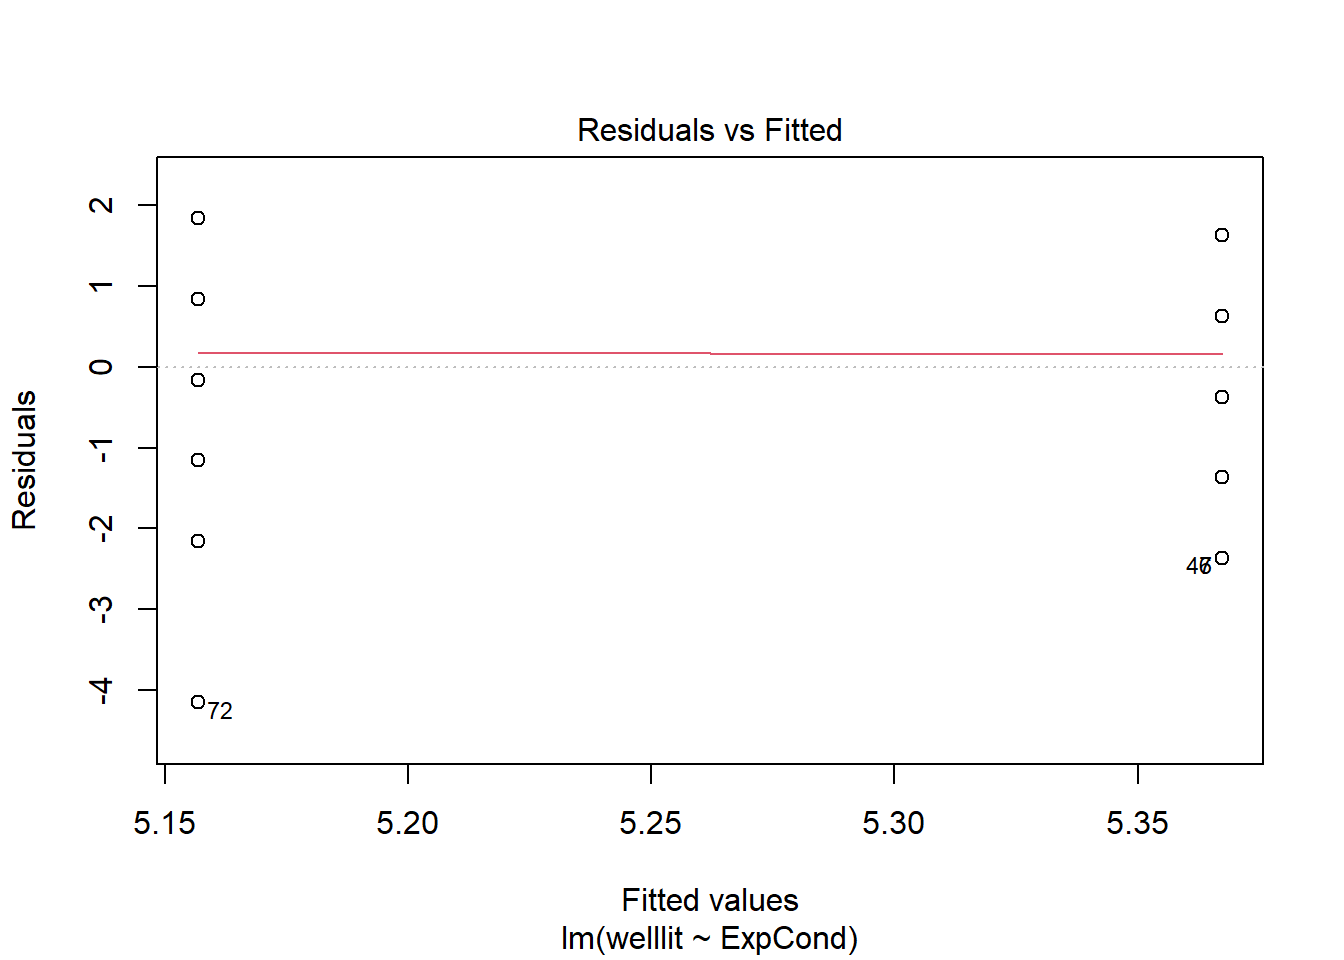 Residuals vs Fitted
Residuals
2
1
0
-1
-2
-3
-4
72
5.15 5.20 5.25 5.30 5.35
Fitted values
lm(welllit ~ ExpCond)